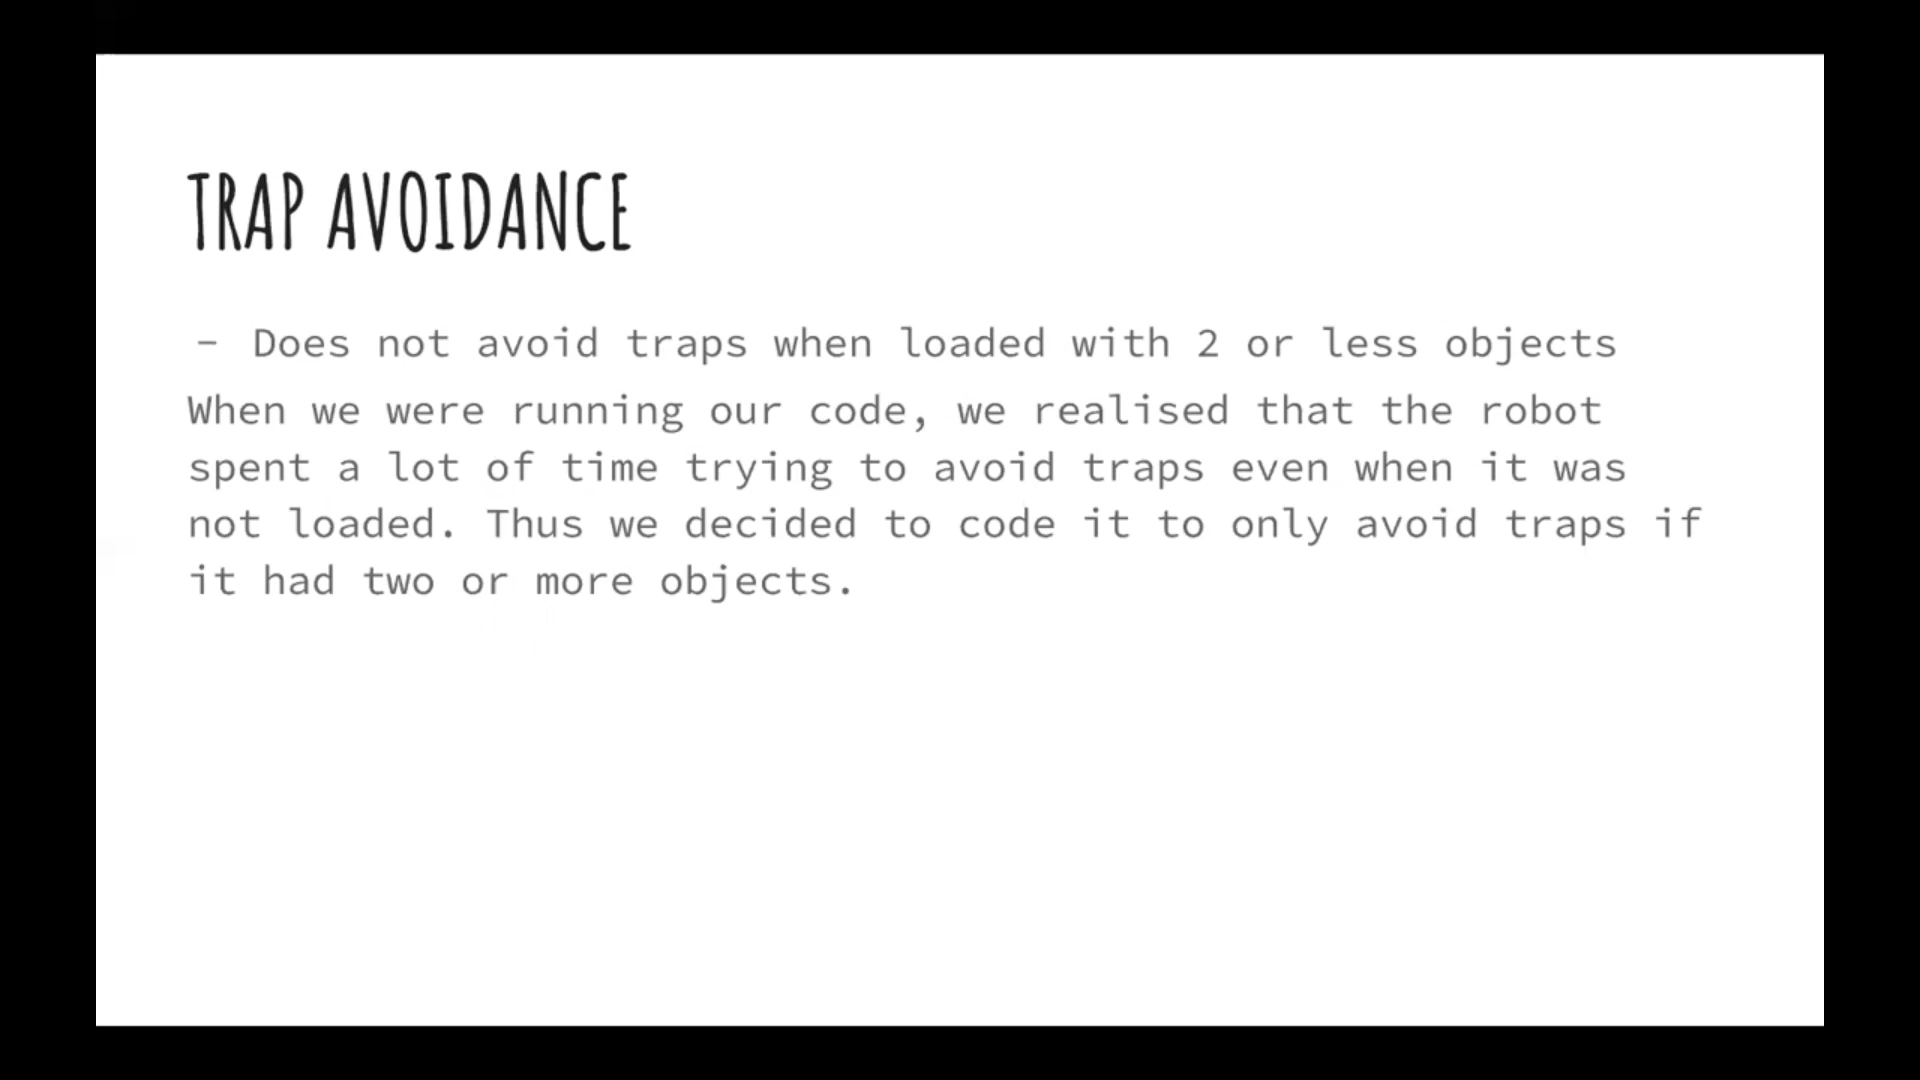 TRAP AVOIDANCE
- Does not avoid traps when loaded with 2 or less objects
When we were running our code, we realised that the robot
spent a lot of time trying to avoid traps even when it was
not loaded. Thus we decided to code it to only avoid traps if
it had two or more objects.